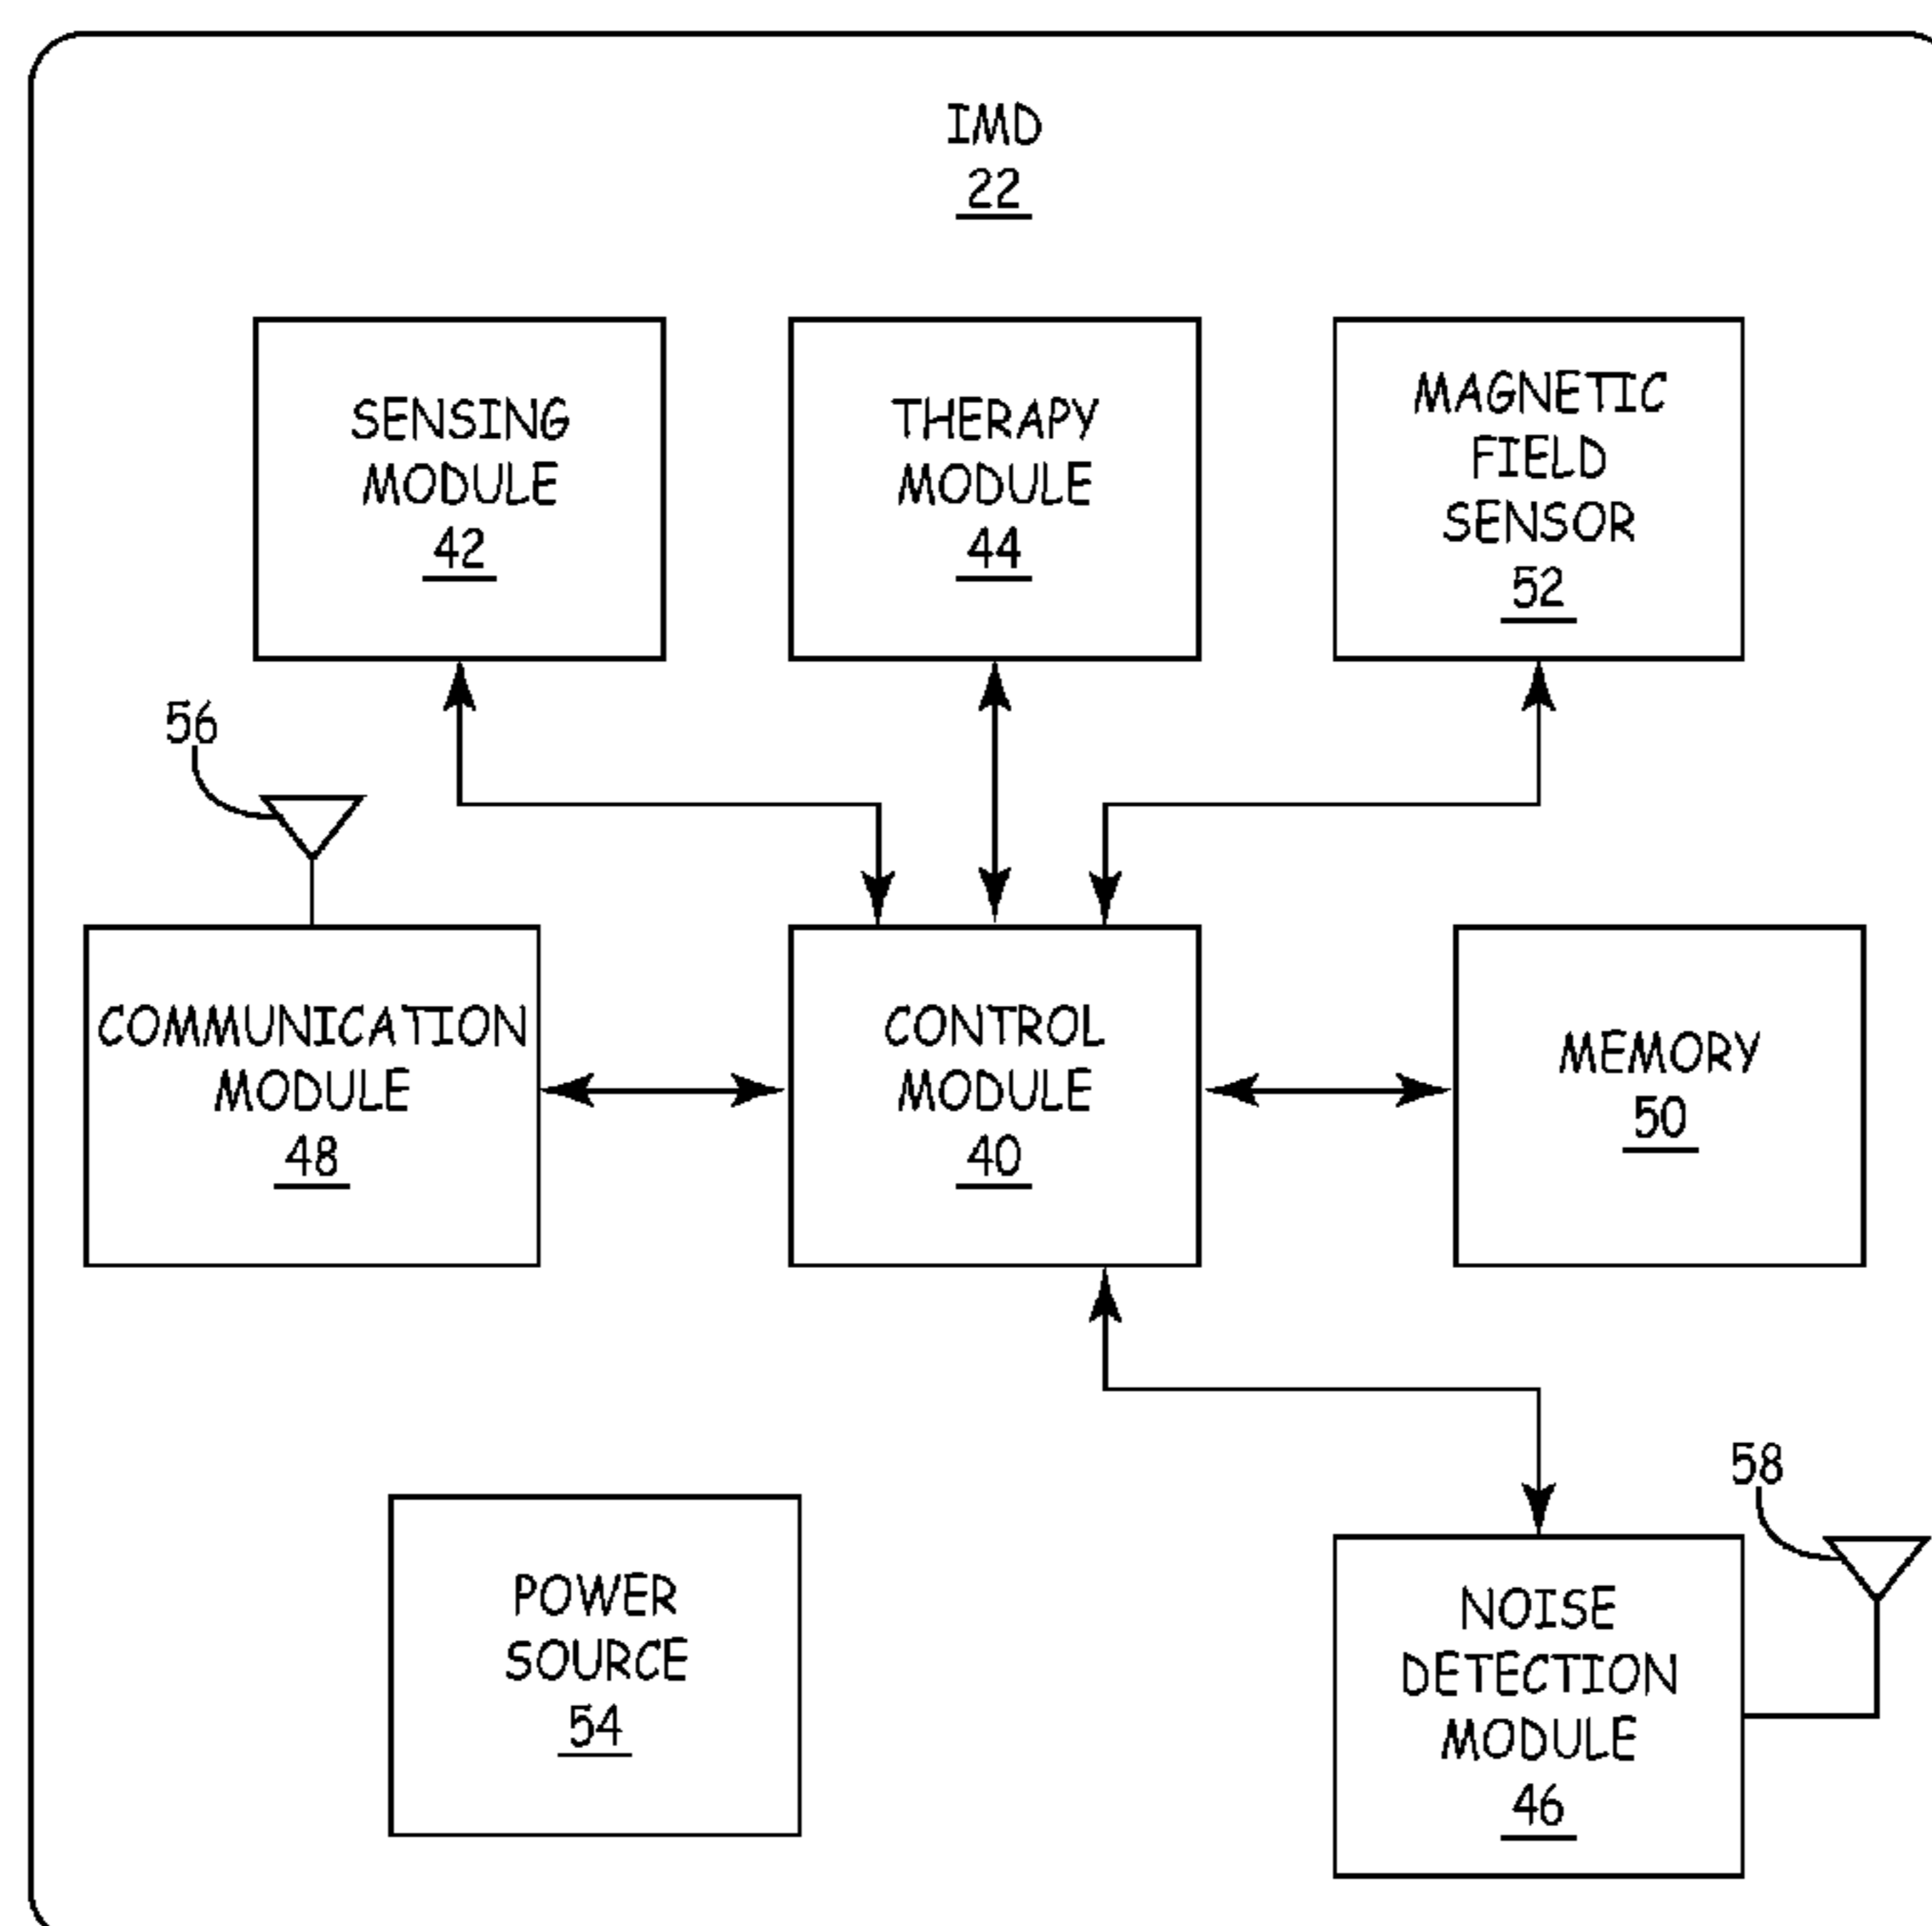 IMD
22
SENSING
MODULE
42
THERAPY
MODULE
44
MAGNETIC
FIELD
SENSOR
52
56
COMMUNICATION
MODULE
48
CONTROL
MODULE
40
MEMORY
50
POWER
SOURCE
54
58
NOISE
DETECTION
MODULE
46